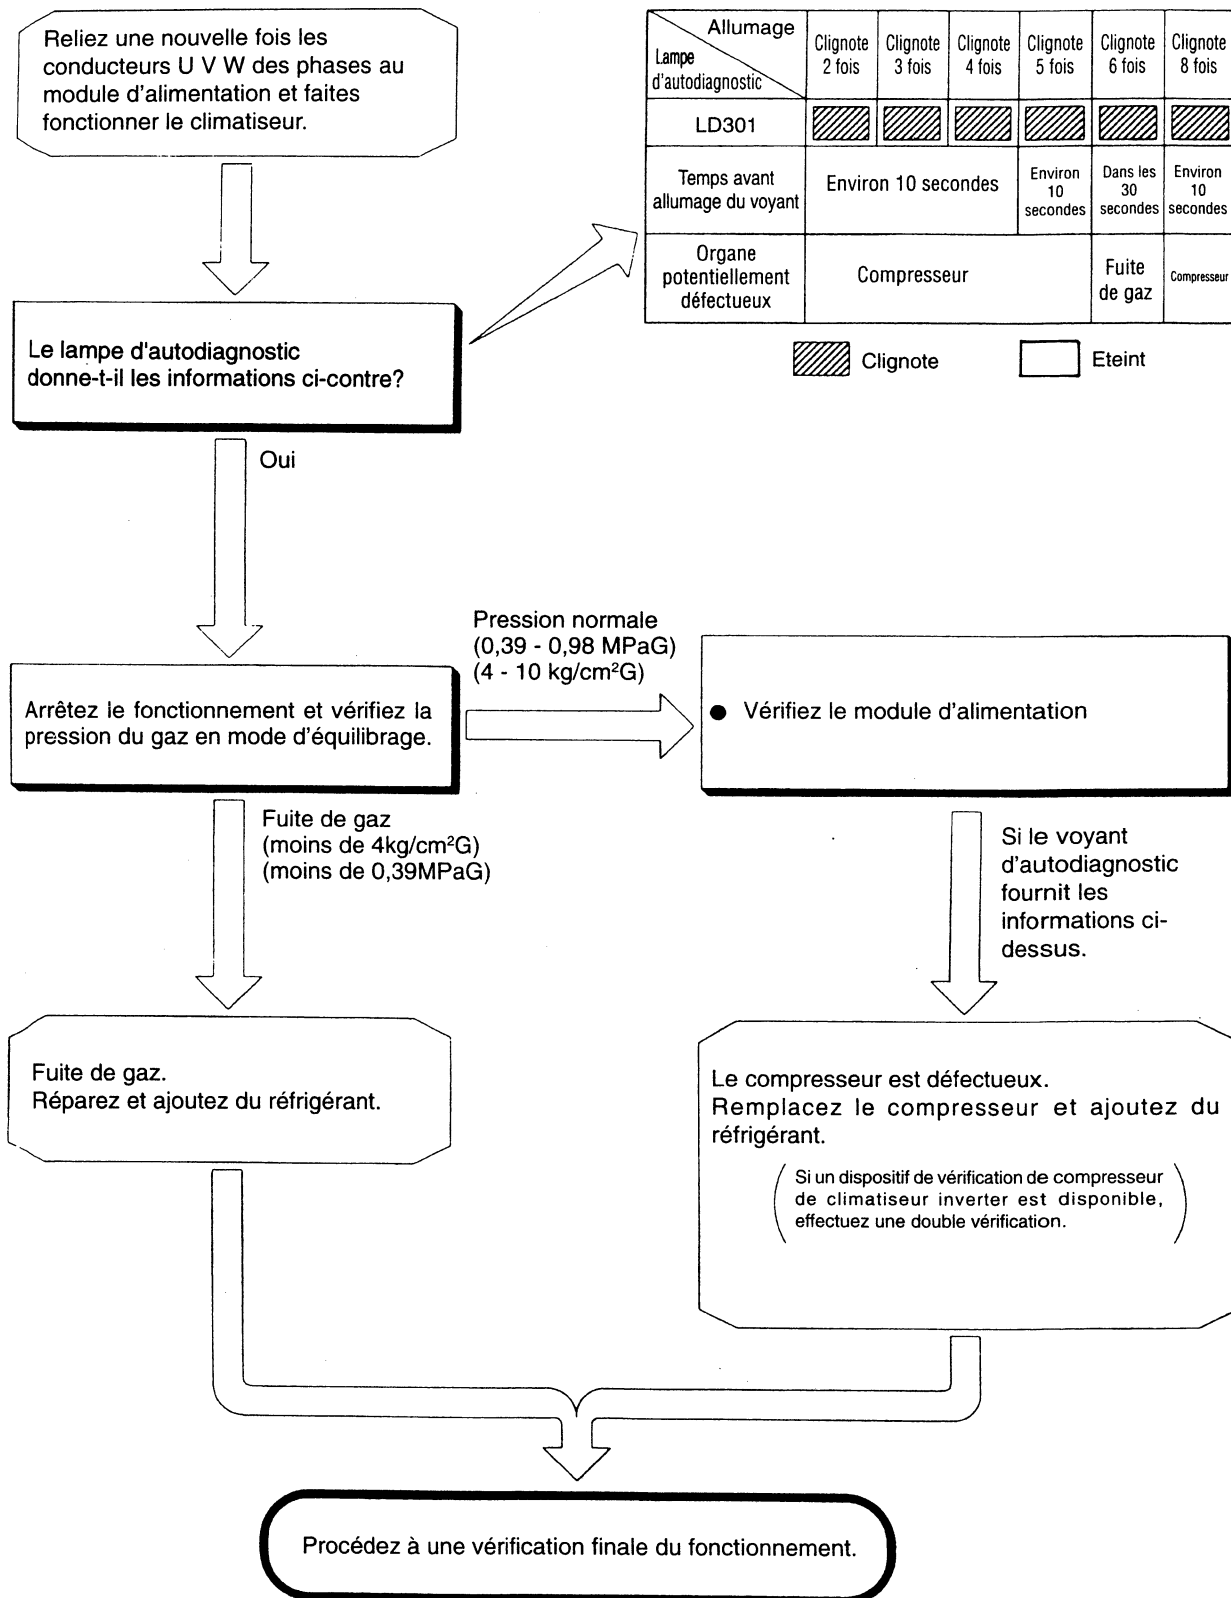 Reliez une nouvelle fois les
conducteurs U V W des phases au
module d'alimentation et faites
fonctionner le climatiseur.
Allumage
Lampe
d'autodiagnostic
Clignote
2 fois
Clignote
3 fois
Clignote
4 fois
Clignote
5 fois
Clignote
6 fois
Clignote
8 fois
LD301
Temps avant
allumage du voyant
Environ 10 secondes
Environ
10
secondes
Dans les
30
secondes
Environ
10
secondes
Organe
potentiellement
défectueux
Compresseur
Fuite
de gaz
Compresseur
Clignote
Eteint
Le lampe d'autodiagnostic
donne-t-il les informations ci-contre?
Oui
Arrêtez le fonctionnement et vérifiez la
pression du gaz en mode d'équilibrage.
Pression normale
(0,39 - 0,98 MPaG)
(4 - 10 kg/cm²G)
● Vérifiez le module d'alimentation
Fuite de gaz
(moins de 4kg/cm²G)
(moins de 0,39MPaG)
Si le voyant
d'autodiagnostic
fournit les
informations ci-
dessus.
Fuite de gaz.
Réparez et ajoutez du réfrigérant.
Le compresseur est défectueux.
Remplacez le compresseur et ajoutez du
réfrigérant.
(Si un dispositif de vérification de compresseur
de climatiseur inverter est disponible,
effectuez une double vérification.)
Procédez à une vérification finale du fonctionnement.